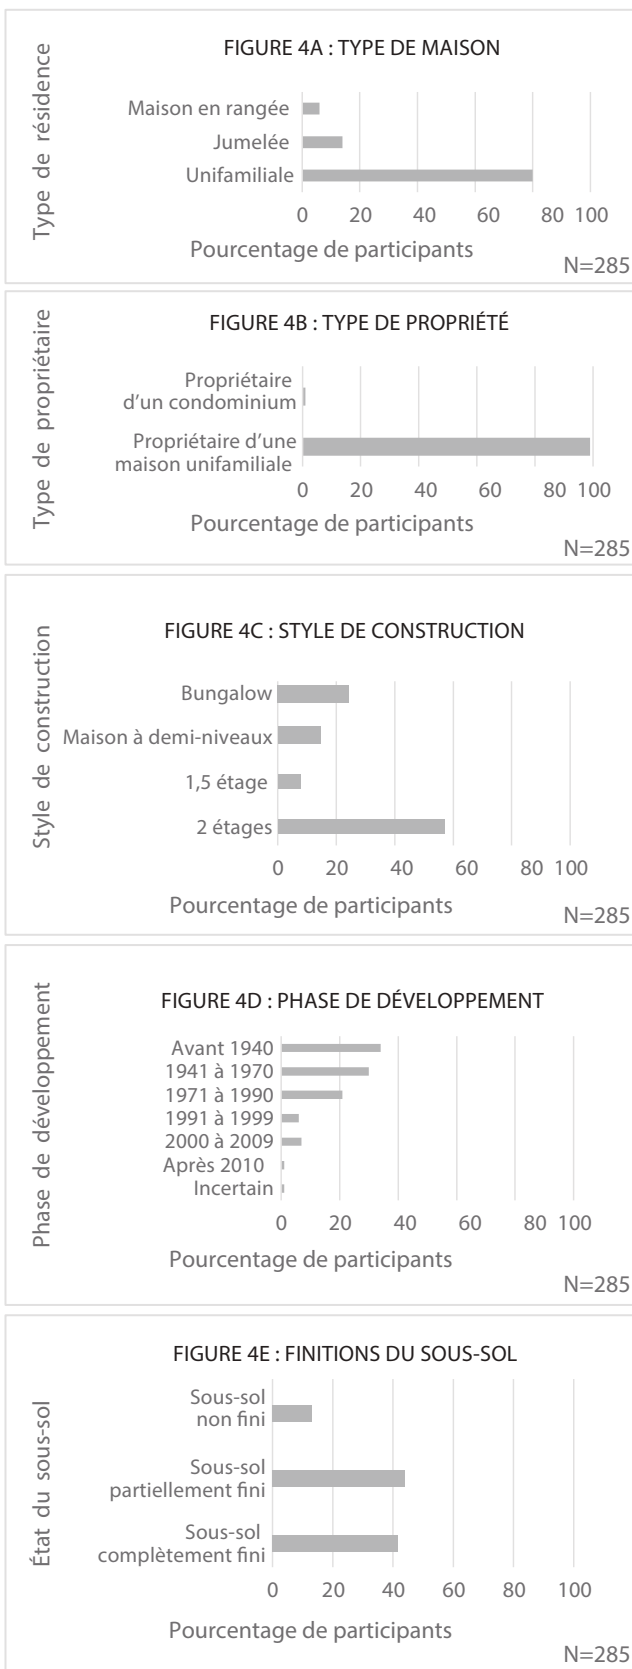 FIGURE 4A : TYPE DE MAISON
Type de résidence
Maison en rangée
Jumelée
Unifamiliale
0 20 40 60 80 100
Pourcentage de participants
N=285
FIGURE 4B : TYPE DE PROPRIÉTÉ
Type de propriétaire
Propriétaire
d'un condominium
Propriétaire d'une
maison unifamiliale
0 20 40 60 80 100
Pourcentage de participants
N=285
FIGURE 4C : STYLE DE CONSTRUCTION
Style de construction
Bungalow
Maison à demi-niveaux
1,5 étage
2 étages
0 20 40 60 80 100
Pourcentage de participants
N=285
FIGURE 4D : PHASE DE DÉVELOPPEMENT
Phase de développement
Avant 1940
1941 à 1970
1971 à 1990
1991 à 1999
2000 à 2009
Après 2010
Incertain
0 20 40 60 80 100
Pourcentage de participants
N=285
FIGURE 4E : FINITIONS DU SOUS-SOL
État du sous-sol
Sous-sol
non fini
Sous-sol
partiellement fini
Sous-sol
complètement fini
0 20 40 60 80 100
Pourcentage de participants
N=285